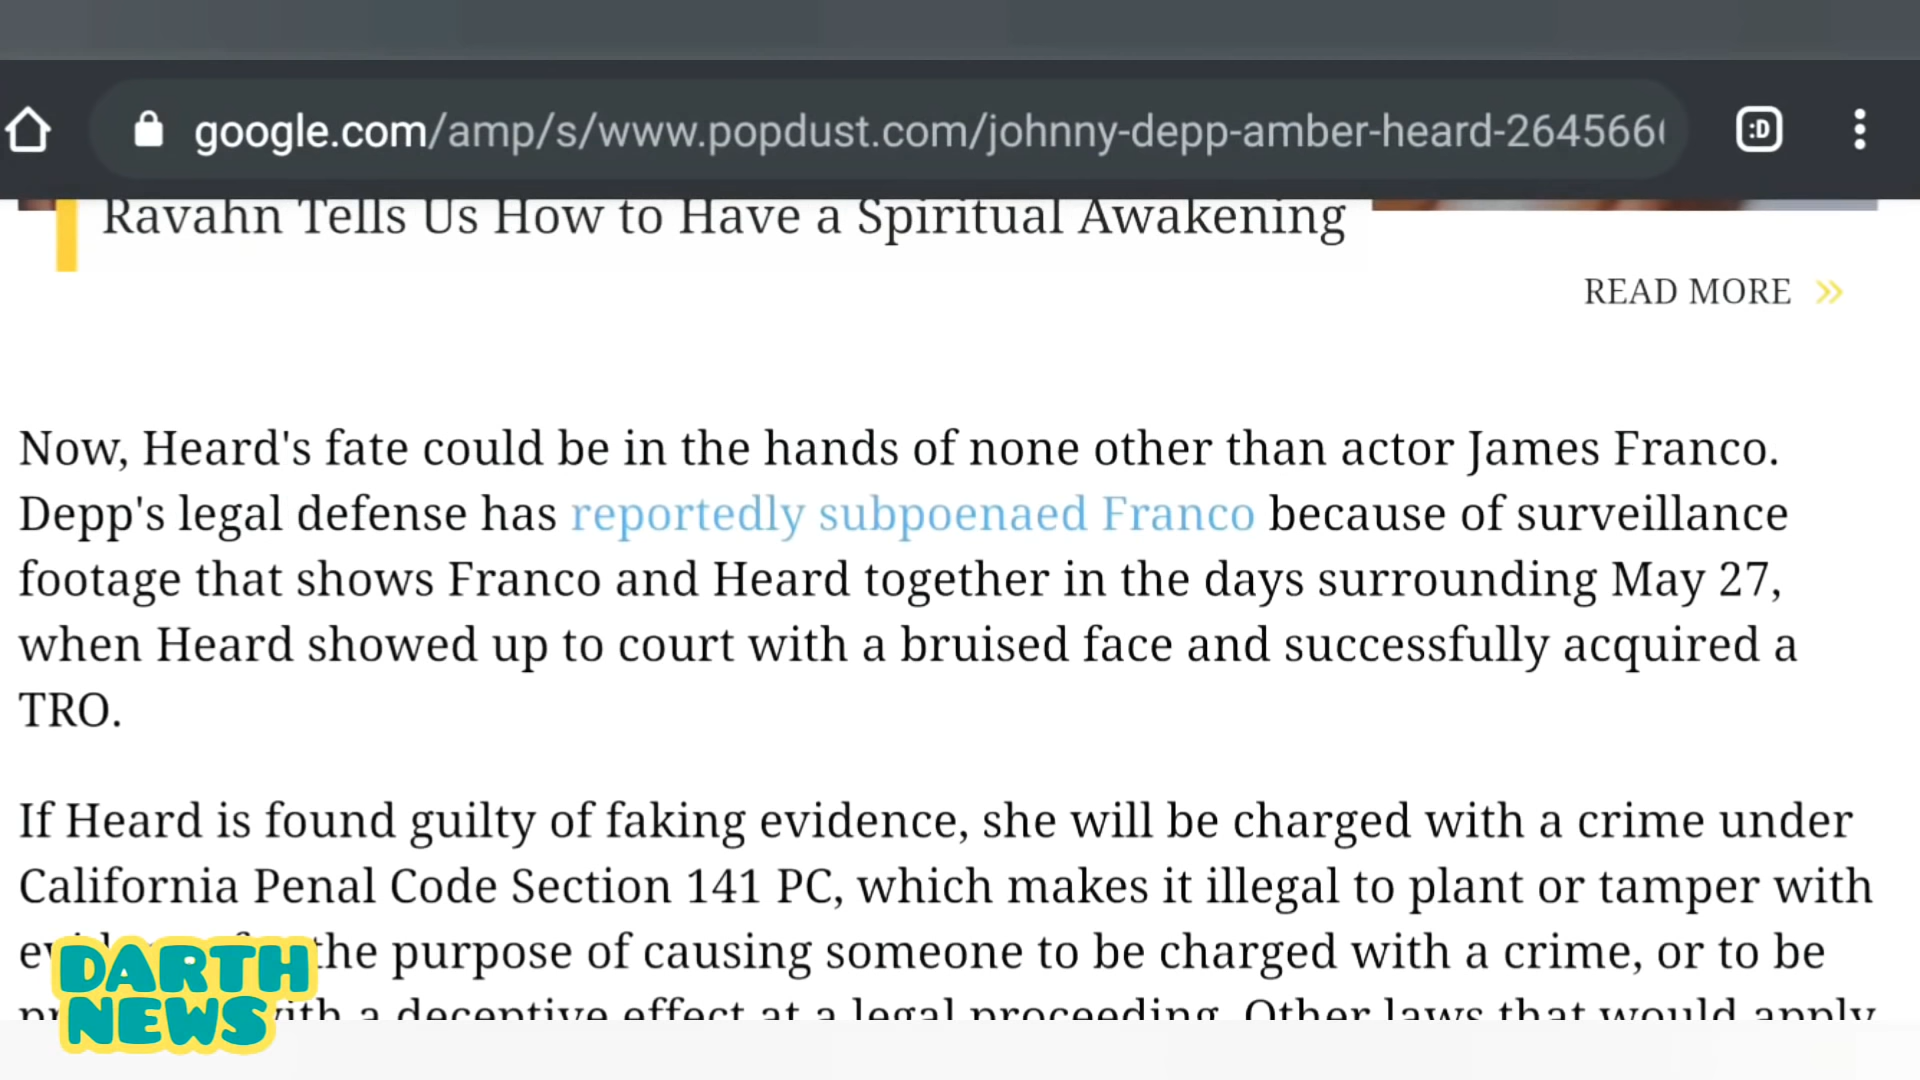 google.com/amp/s/www.popdust.com/johnny-depp-amber-heard-264566
:D
Ravahn Tells Us How to Have a Spiritual Awakening
READ MORE »
Now, Heard's fate could be in the hands of none other than actor James Franco.
Depp's legal defense has reportedly subpoenaed Franco because of surveillance
footage that shows Franco and Heard together in the days surrounding May 27,
when Heard showed up to court with a bruised face and successfully acquired a
TRO.
If Heard is found guilty of faking evidence, she will be charged with a crime under
California Penal Code Section 141 PC, which makes it illegal to plant or tamper with
the purpose of causing someone to be charged with a crime, or to be
with a deceptive effect at a legal proceeding. Other laws that would apply
DARTH
NEWS